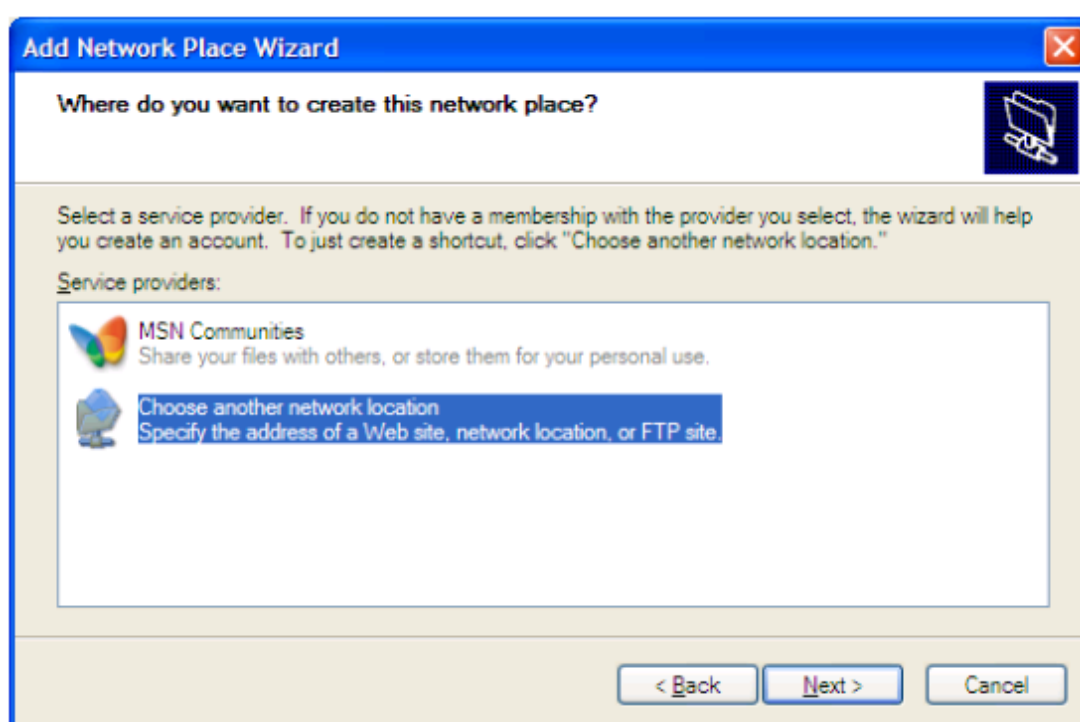 Add Network Place Wizard
Where do you want to create this network place?
Select a service provider. If you do not have a membership with the provider you select, the wizard will help
you create an account. To just create a shortcut, click "Choose another network location."
Service providers:
MSN Communities
Share your files with others, or store them for your personal use.
Choose another network location
Specify the address of a Web site, network location, or FTP site.
< Back Next > Cancel